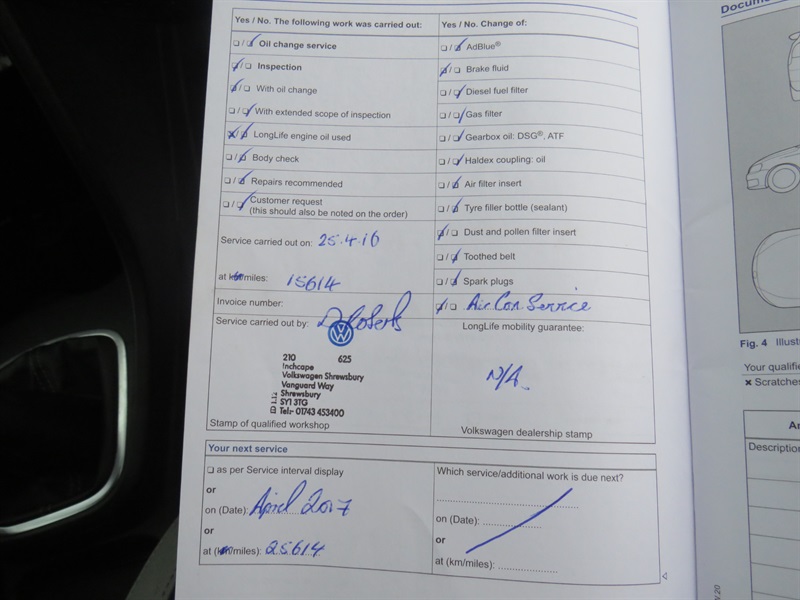 Yes / No. The following work was carried out:
❏ / ❏ Oil change service
❏ / ❏ Inspection
❏ / ❏ With oil change
❏ / ❏ With extended scope of inspection
❏ / ❏ LongLife engine oil used
❏ / ❏ Body check
❏ / ❏ Repairs recommended
❏ / ❏ Customer request
(this should also be noted on the order)
Service carried out on: 25.4.16
at km/miles: 15614
Invoice number:
Service carried out by: D Roberts
210 625
Inchcape
Volkswagen Shrewsbury
Vanguard Way
Shrewsbury
SY1 3TG
Tel:- 01743 453400
Stamp of qualified workshop
Yes / No. Change of:
❏ / ❏ AdBlue®
❏ / ❏ Brake fluid
❏ / ❏ Diesel fuel filter
❏ / ❏ Gas filter
❏ / ❏ Gearbox oil: DSG®, ATF
❏ / ❏ Haldex coupling: oil
❏ / ❏ Air filter insert
❏ / ❏ Tyre filler bottle (sealant)
❏ / ❏ Dust and pollen filter insert
❏ / ❏ Toothed belt
❏ / ❏ Spark plugs
❏ / ❏ Air Con Service
LongLife mobility guarantee:
N/A
Volkswagen dealership stamp
Your next service
❏ as per Service interval display
or
on (Date): April 2017
or
at (km/miles): 25614
Which service/additional work is due next?
on (Date):
or
at (km/miles):
Docum
Fig. 4 Illustr
Your qualifie
× Scratches
Description